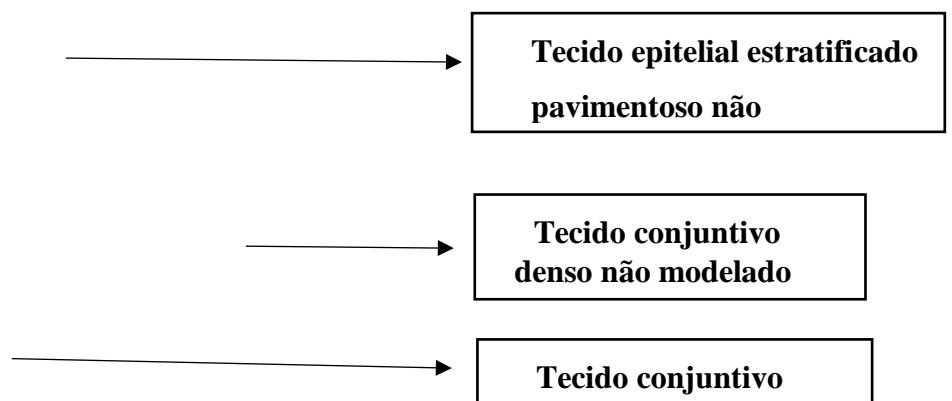 Tecido epitelial estratificado
pavimentoso não
Tecido conjuntivo
denso não modelado
Tecido conjuntivo